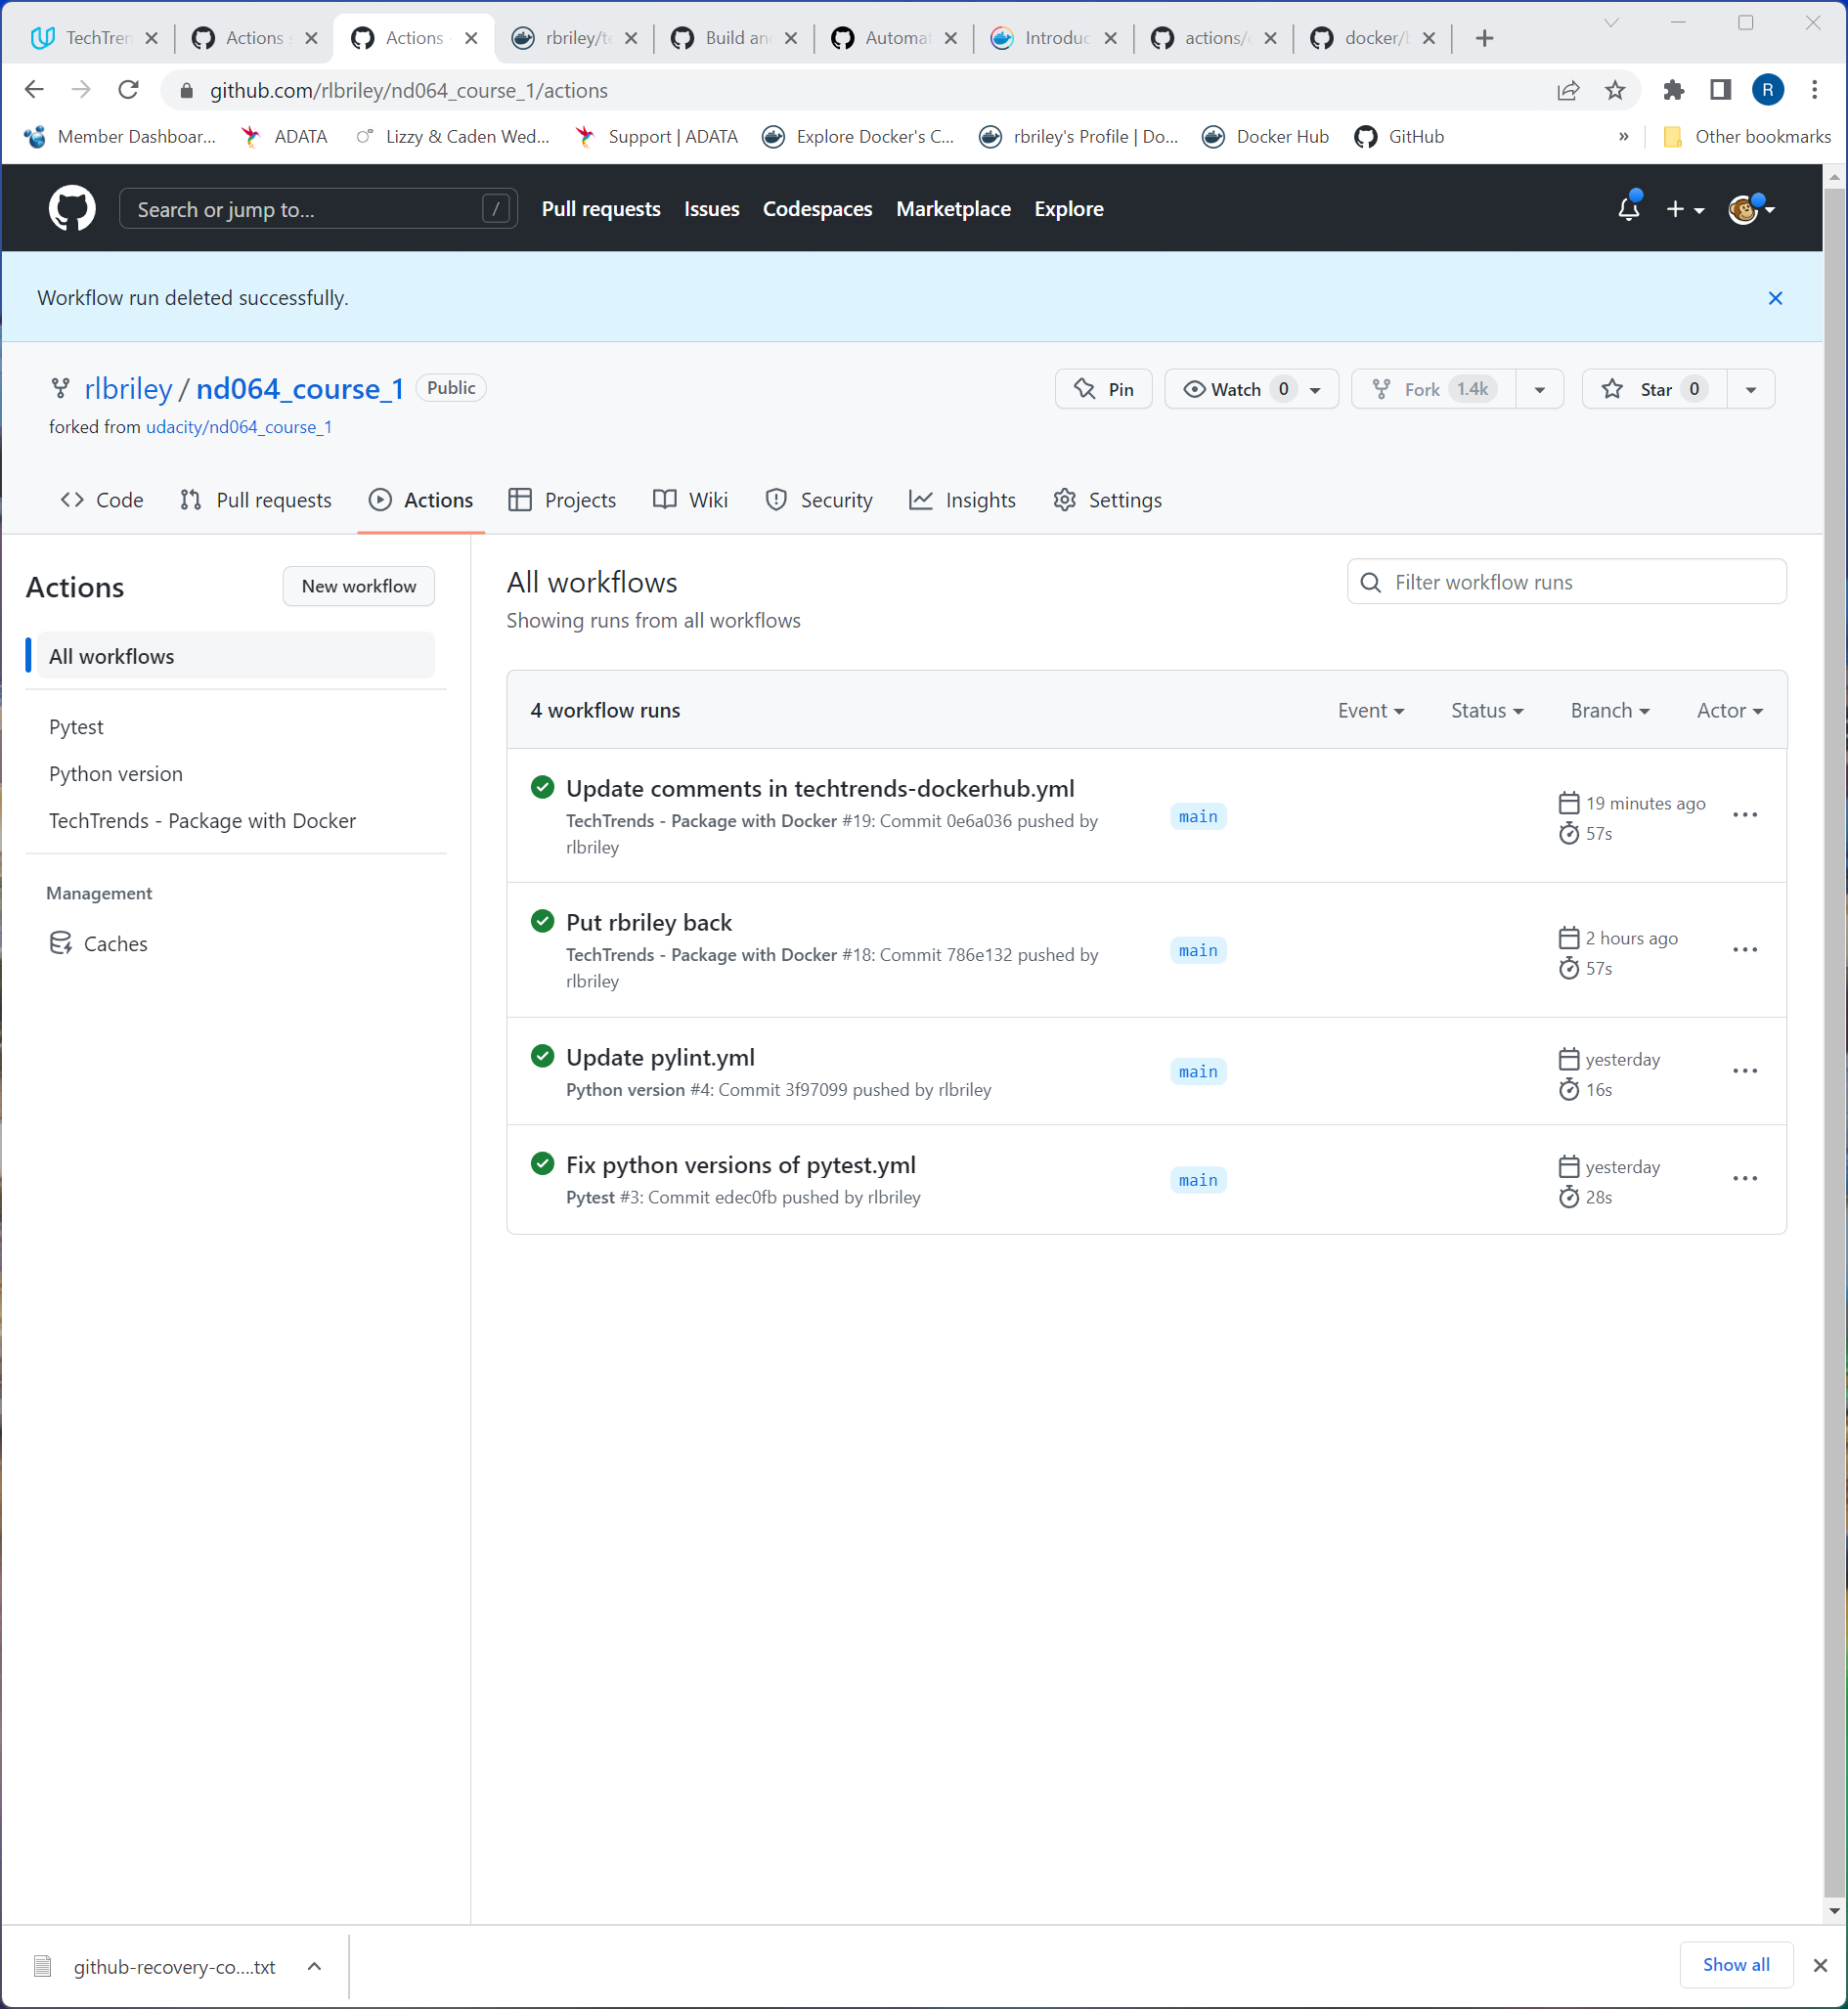 TechTren
Actions
Actions
rbriley/te
Build an
Automat
Introduc
actions/
docker/
github.com/rlbriley/nd064_course_1/actions
R
Member Dashboar...
ADATA
Lizzy & Caden Wed...
Support | ADATA
Explore Docker's C...
rbriley's Profile | Do...
Docker Hub
GitHub
»
Other bookmarks
Search or jump to...
/
Pull requests
Issues
Codespaces
Marketplace
Explore
Workflow run deleted successfully.
rlbriley / nd064_course_1 Public
Pin
Watch 0
Fork 1.4k
Star 0
forked from udacity/nd064_course_1
Code
Pull requests
Actions
Projects
Wiki
Security
Insights
Settings
Actions
New workflow
All workflows
Pytest
Python version
TechTrends - Package with Docker
Management
Caches
All workflows
Showing runs from all workflows
Filter workflow runs
4 workflow runs
Event
Status
Branch
Actor
Update comments in techtrends-dockerhub.yml
TechTrends - Package with Docker #19: Commit 0e6a036 pushed by
rlbriley
main
19 minutes ago
57s
Put rbriley back
TechTrends - Package with Docker #18: Commit 786e132 pushed by
rlbriley
main
2 hours ago
57s
Update pylint.yml
Python version #4: Commit 3f97099 pushed by rlbriley
main
yesterday
16s
Fix python versions of pytest.yml
Pytest #3: Commit edec0fb pushed by rlbriley
main
yesterday
28s
github-recovery-co....txt
Show all